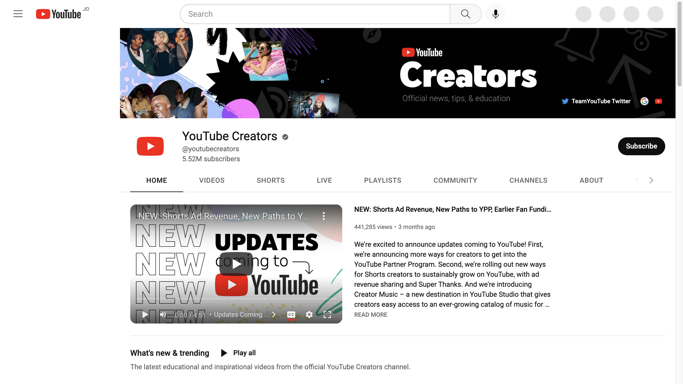 YouTube JO
Search
YouTube
Creators
Official news, tips, & education
TeamYouTube Twitter
YouTube Creators
@youtubecreators
5.52M subscribers
Subscribe
HOME VIDEOS SHORTS LIVE PLAYLISTS COMMUNITY CHANNELS ABOUT
NEW: Shorts Ad Revenue, New Paths to Y...
NEW
NEW
NEW
UPDATES
coming to
YouTube
0:00 / 4:51 • Updates Coming...
NEW: Shorts Ad Revenue, New Paths to YPP, Earlier Fan Fundi...
441,285 views • 3 months ago
We're excited to announce updates coming to YouTube! First,
we're announcing more ways for creators to get into the
YouTube Partner Program. Second, we're rolling out new ways
for Shorts creators to sustainably grow on YouTube, with ad
revenue sharing and Super Thanks. And we're introducing
Creator Music – a new destination in YouTube Studio that gives
creators easy access to an ever-growing catalog of music for ...
READ MORE
What's new & trending Play all
The latest educational and inspirational videos from the official YouTube Creators channel.